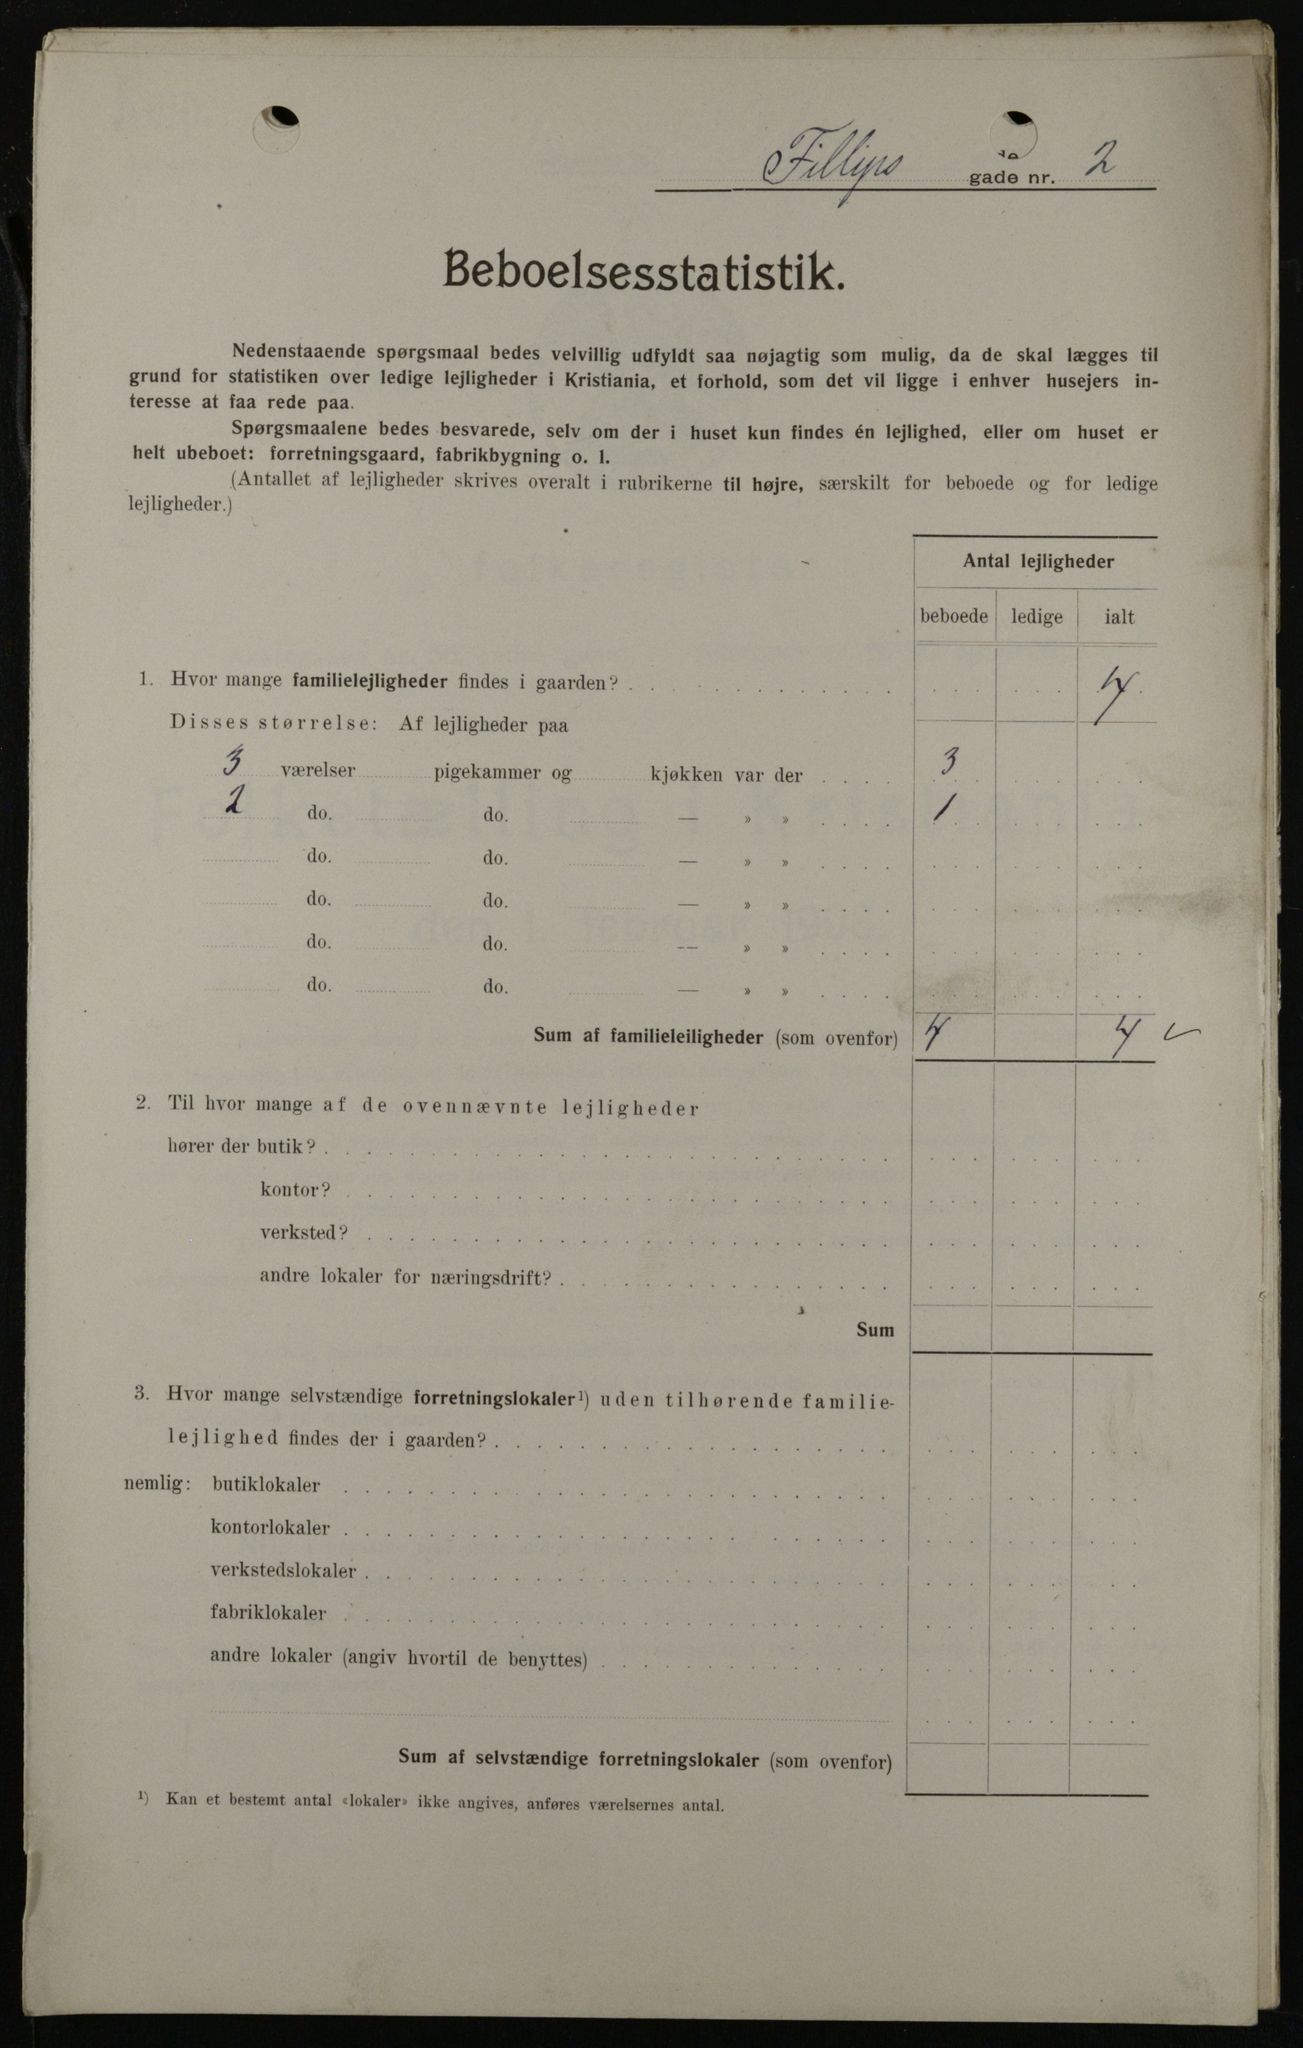 de
Fillips gade nr. 2
Beboelsesstatistik.
Nedenstaaende spørgsmaal bedes velvillig udfyldt saa nøjagtig som mulig, da de skal lægges til
grund for statistiken over ledige lejligheder i Kristiania, et forhold, som det vil ligge i enhver husejers in-
teresse at faa rede paa.
Spørgsmaalene bedes besvarede, selv om der i huset kun findes én lejlighed, eller om huset er
helt ubeboet: forretningsgaard, fabrikbygning o. l.
(Antallet af lejligheder skrives overalt i rubrikerne til højre, særskilt for beboede og for ledige
lejligheder.)
Antal lejligheder
beboede ledige ialt
1. Hvor mange familielejligheder findes i gaarden? 4
Disses størrelse: Af lejligheder paa
3 værelser pigekammer og kjøkken var der 3
2 do. do. — » » 1
do. do. — » »
do. do. — » »
do. do. — » »
do. do. — » »
Sum af familieleiligheder (som ovenfor) 4 4 ✓
2. Til hvor mange af de ovennævnte lejligheder
hører der butik?
kontor?
verksted?
andre lokaler for næringsdrift?
Sum
3. Hvor mange selvstændige forretningslokaler¹) uden tilhørende familie-
lejlighed findes der i gaarden?
nemlig: butiklokaler
kontorlokaler
verkstedslokaler
fabriklokaler
andre lokaler (angiv hvortil de benyttes)
Sum af selvstændige forretningslokaler (som ovenfor)
¹) Kan et bestemt antal «lokaler» ikke angives, anføres værelsernes antal.